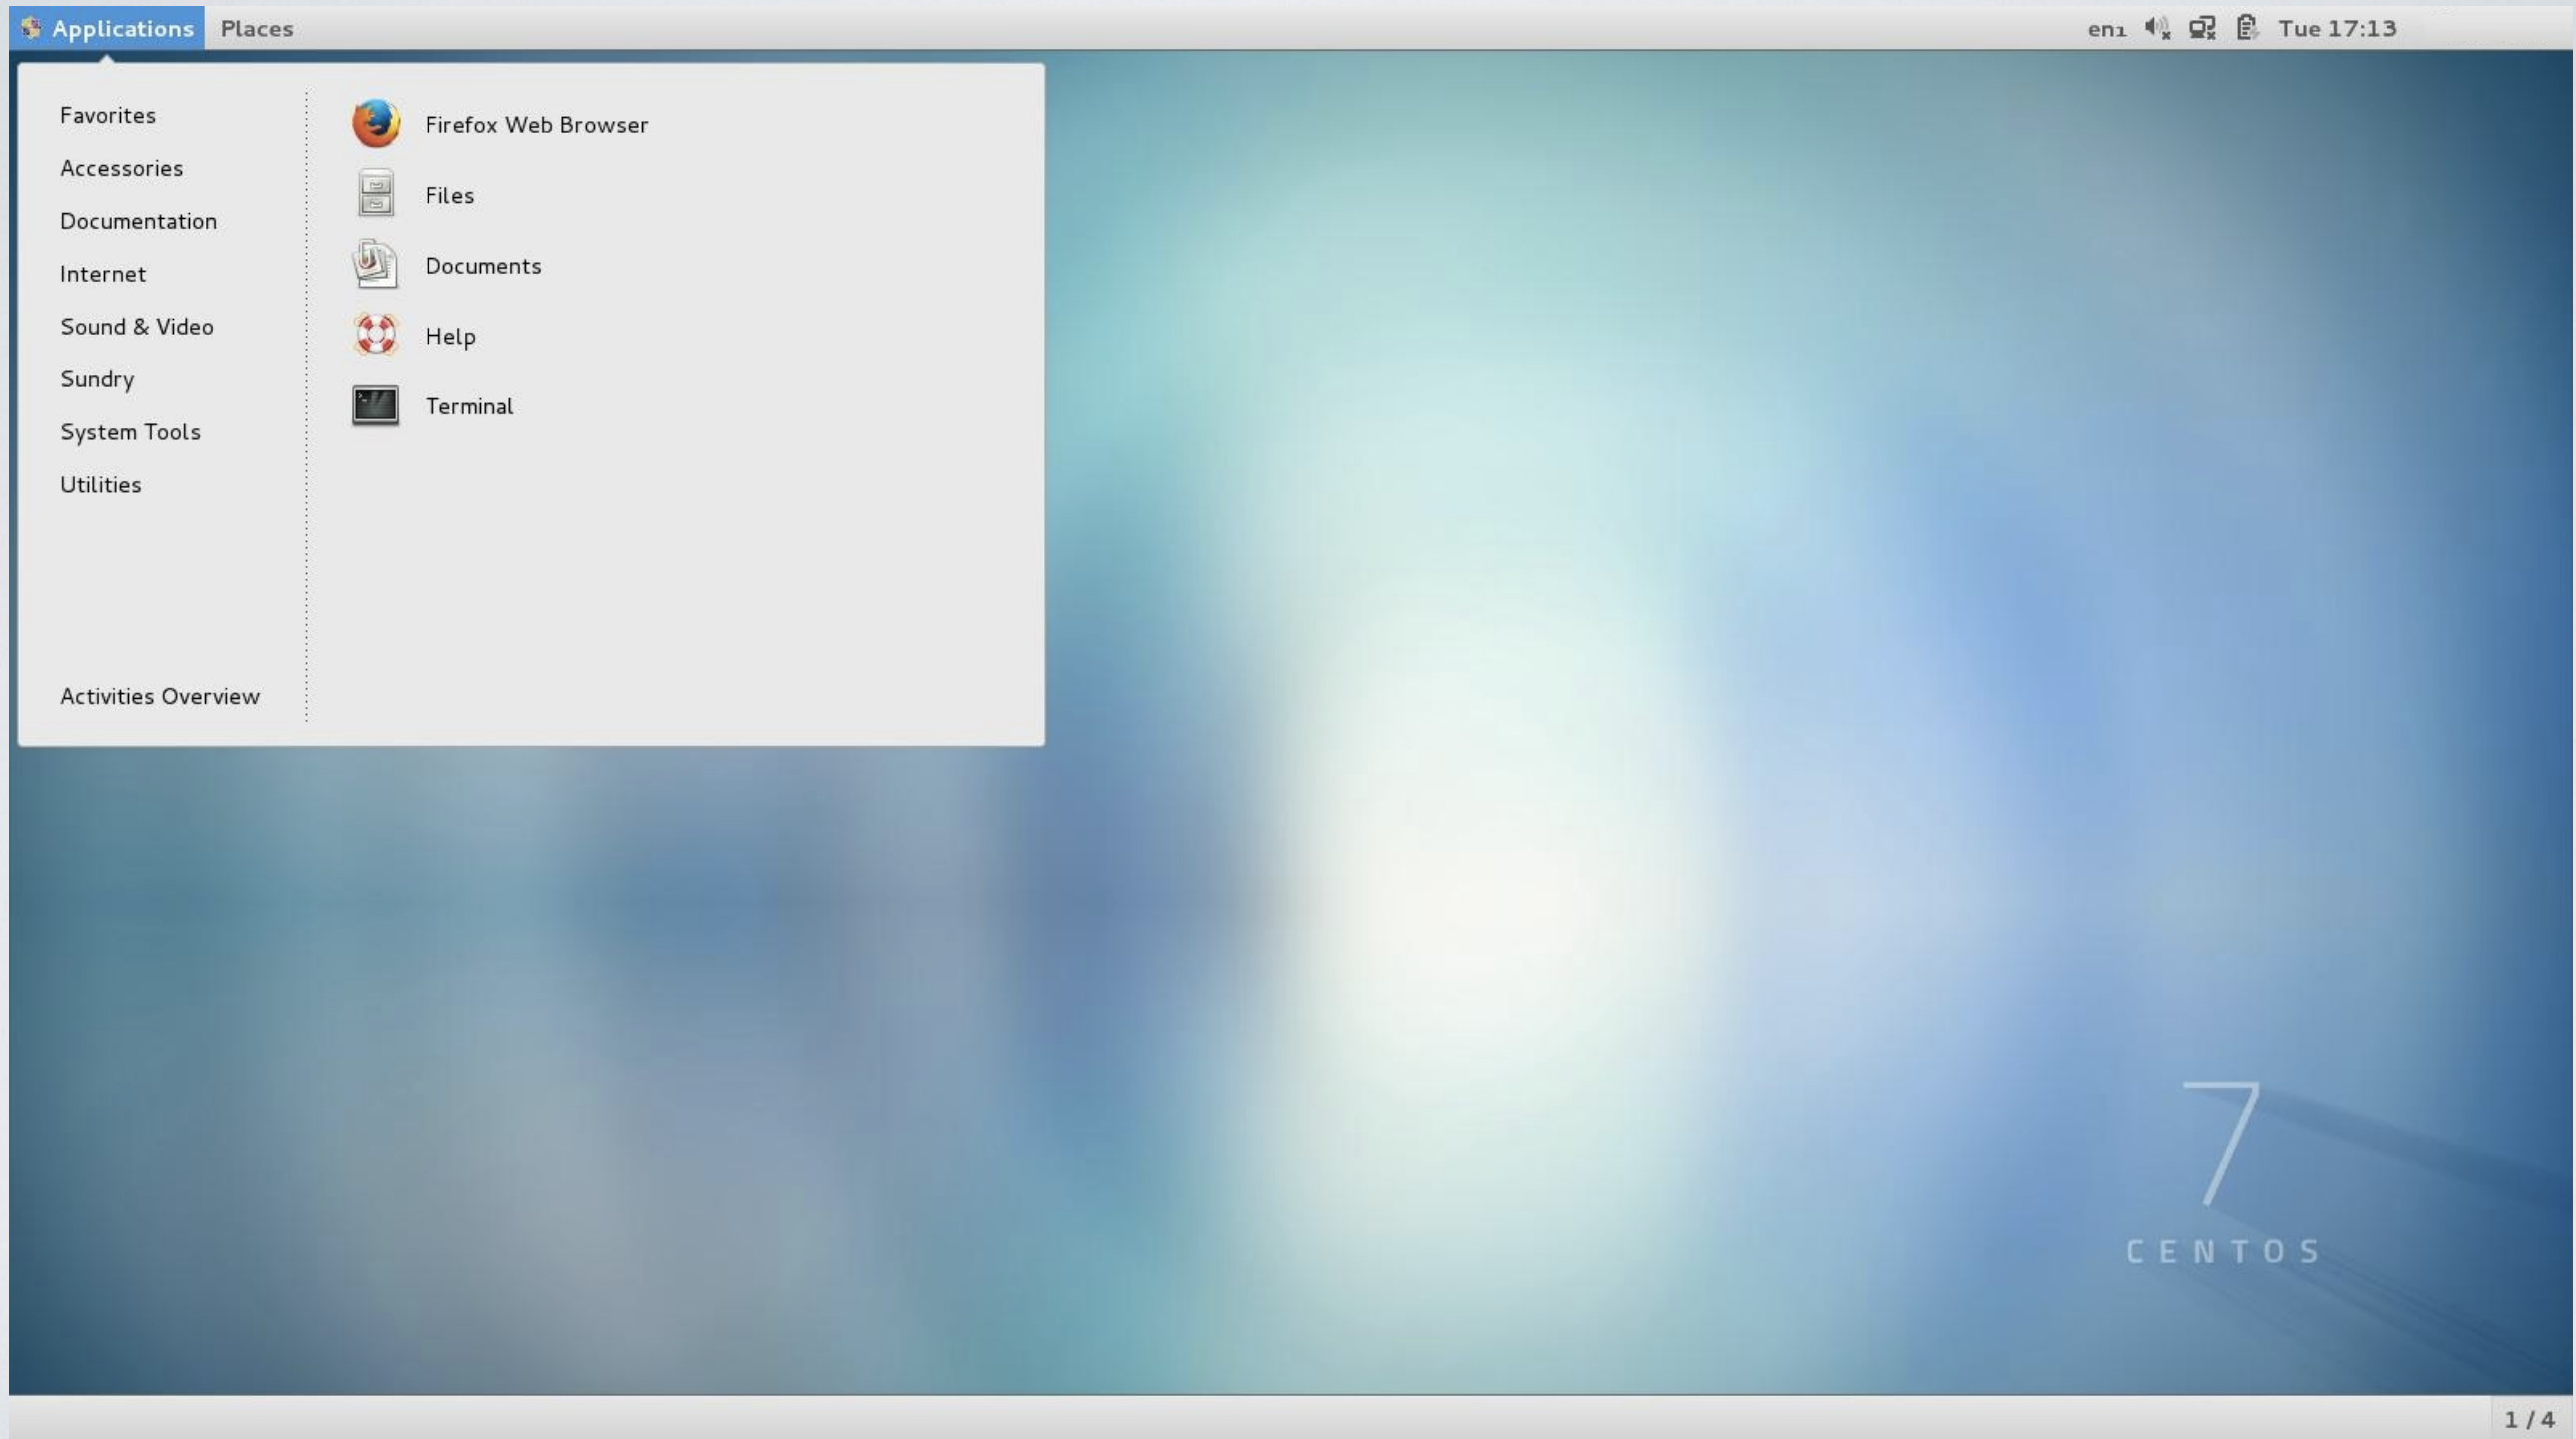 Applications Places en1 Tue 17:13
Favorites
Accessories
Documentation
Internet
Sound & Video
Sundry
System Tools
Utilities
Activities Overview
Firefox Web Browser
Files
Documents
Help
Terminal
7
CENTOS
1 / 4